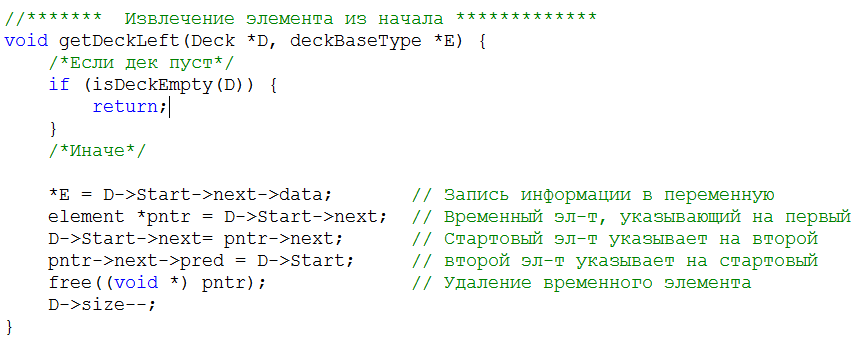 //*******  Извлечение элемента из начала *************
void getDeckLeft(Deck *D, deckBaseType *E) {
    /*Если дек пуст*/
    if (isDeckEmpty(D)) {
        return;
    }
    /*Иначе*/
    *E = D->Start->next->data;       // Запись информации в переменную
    element *pntr = D->Start->next;  // Временный эл-т, указывающий на первый
    D->Start->next= pntr->next;      // Стартовый эл-т указывает на второй
    pntr->next->pred = D->Start;     // второй эл-т указывает на стартовый
    free((void *) pntr);             // Удаление временного элемента
    D->size--;
}